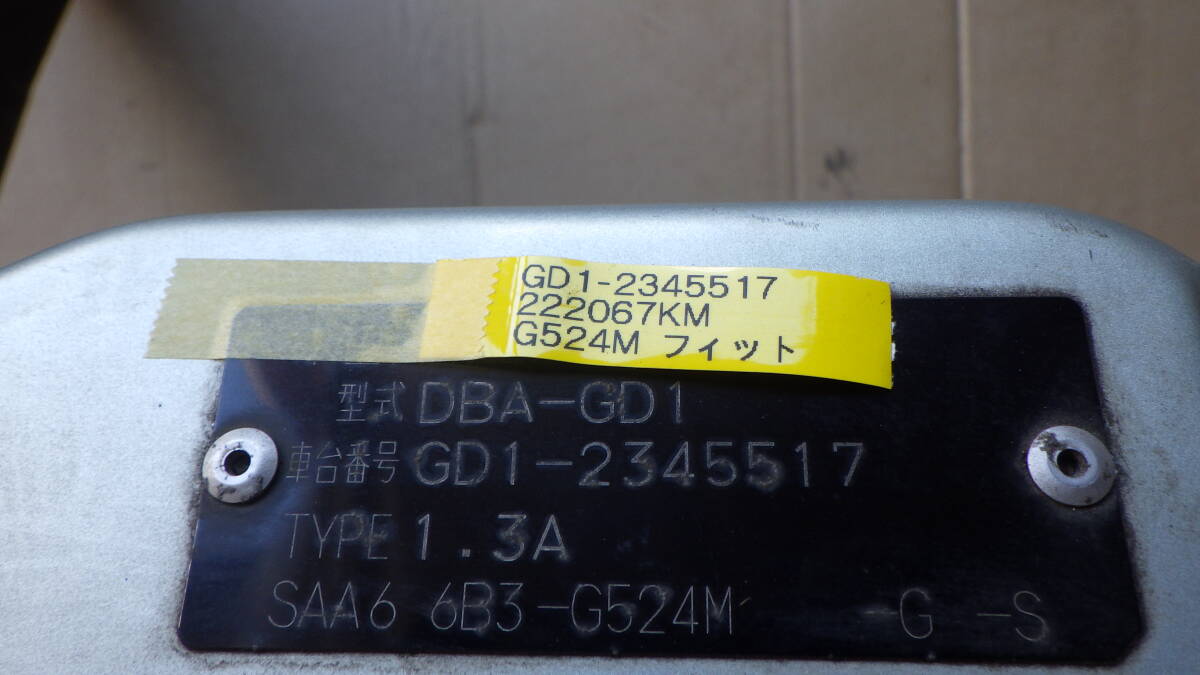 GD1-2345517
222067KM
G524M フィット
型式 DBA-GD1
車台番号 GD1-2345517
TYPE 1.3A
SAA6 6B3-G524M -G -S